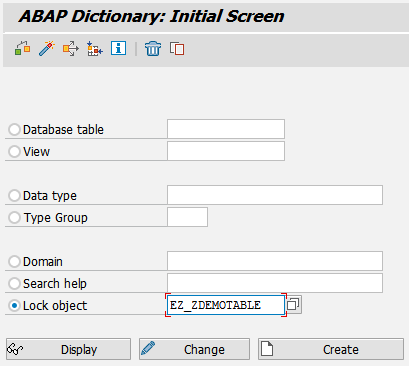 ABAP Dictionary: Initial Screen
Database table
View
Data type
Type Group
Domain
Search help
Lock object EZ_ZDEMOTABLE
Display Change Create